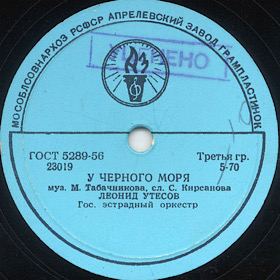 МОСОБЛСОВНАРХОЗ РСФСР АПРЕЛЕВСКИЙ ЗАВОД ГРАМПЛАСТИНОК
АЗ
ГОСТ 5289-56
Третья гр.
23019
5-70
У ЧЕРНОГО МОРЯ
муз. М. Табачникова, сл. С. Кирсанова
ЛЕОНИД УТЕСОВ
Гос. эстрадный оркестр